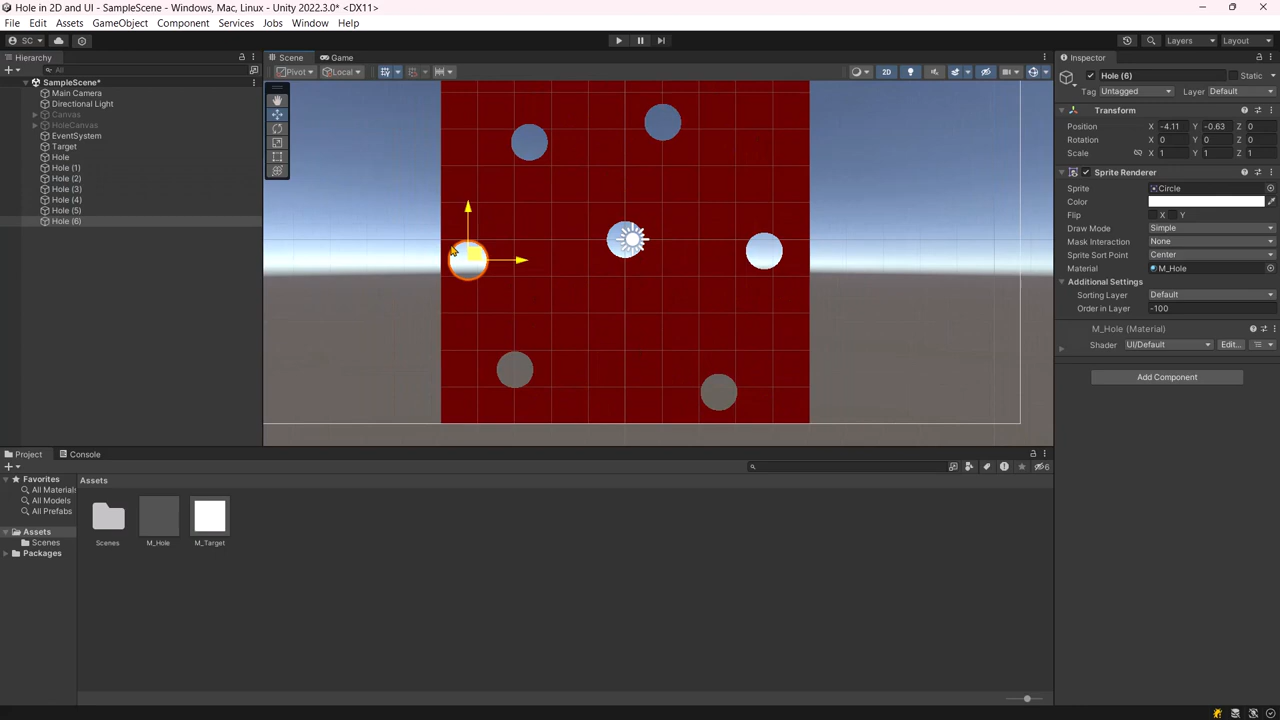 Hole in 2D and UI - SampleScene - Windows, Mac, Linux - Unity 2022.3.0* <DX11>
File Edit Assets GameObject Component Services Jobs Window Help
SC Layers Layout
Hierarchy
All
SampleScene*
Main Camera
Directional Light
Canvas
HoleCanvas
EventSystem
Target
Hole
Hole (1)
Hole (2)
Hole (3)
Hole (4)
Hole (5)
Hole (6)
Scene Game
Pivot Local 2D
Inspector
Hole (6) Static
Tag Untagged Layer Default
Transform
Position X -4.11 Y -0.63 Z 0
Rotation X 0 Y 0 Z 0
Scale X 1 Y 1 Z 1
Sprite Renderer
Sprite Circle
Color
Flip X Y
Draw Mode Simple
Mask Interaction None
Sprite Sort Point Center
Material M_Hole
Additional Settings
Sorting Layer Default
Order in Layer -100
M_Hole (Material)
Shader UI/Default Edit...
Add Component
Project Console
6
Favorites
All Materials
All Models
All Prefabs
Assets
Scenes
Packages
Assets
Scenes M_Hole M_Target